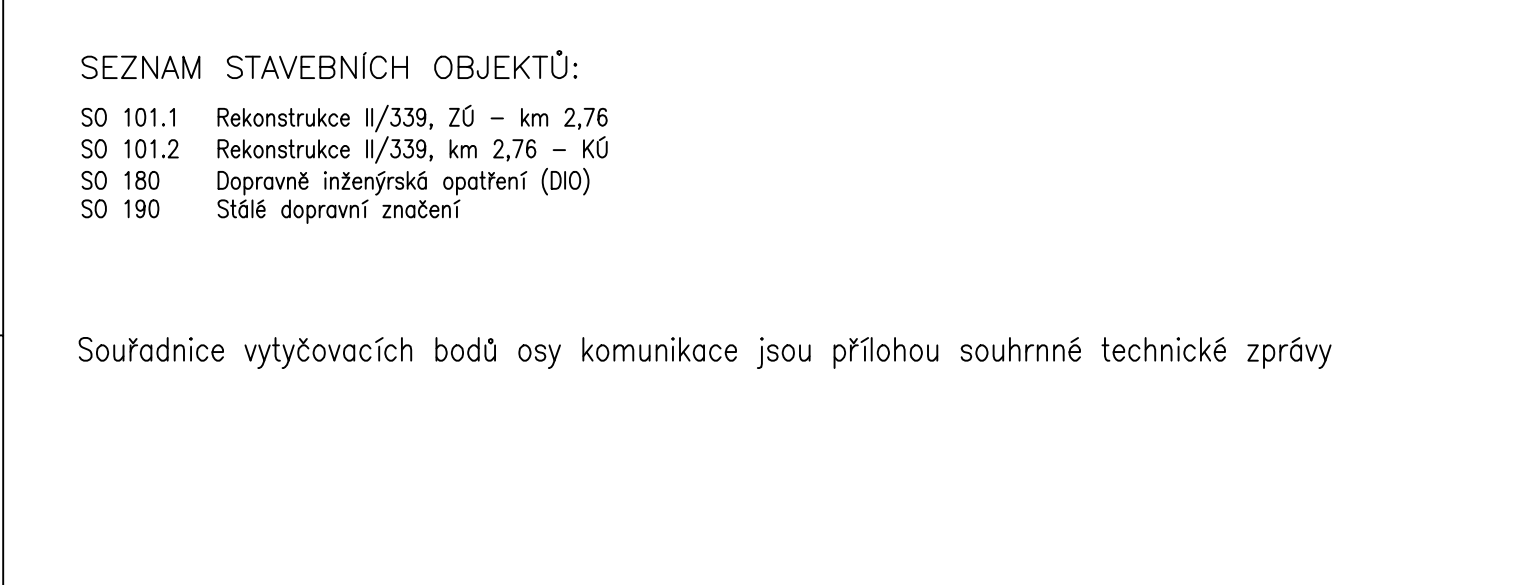 SEZNAM STAVEBNÍCH OBJEKTŮ:
SO 101.1 Rekonstrukce II/339, ZÚ – km 2,76
SO 101.2 Rekonstrukce II/339, km 2,76 – KÚ
SO 180 Dopravně inženýrská opatření (DIO)
SO 190 Stálé dopravní značení
Souřadnice vytyčovacích bodů osy komunikace jsou přílohou souhrnné technické zprávy